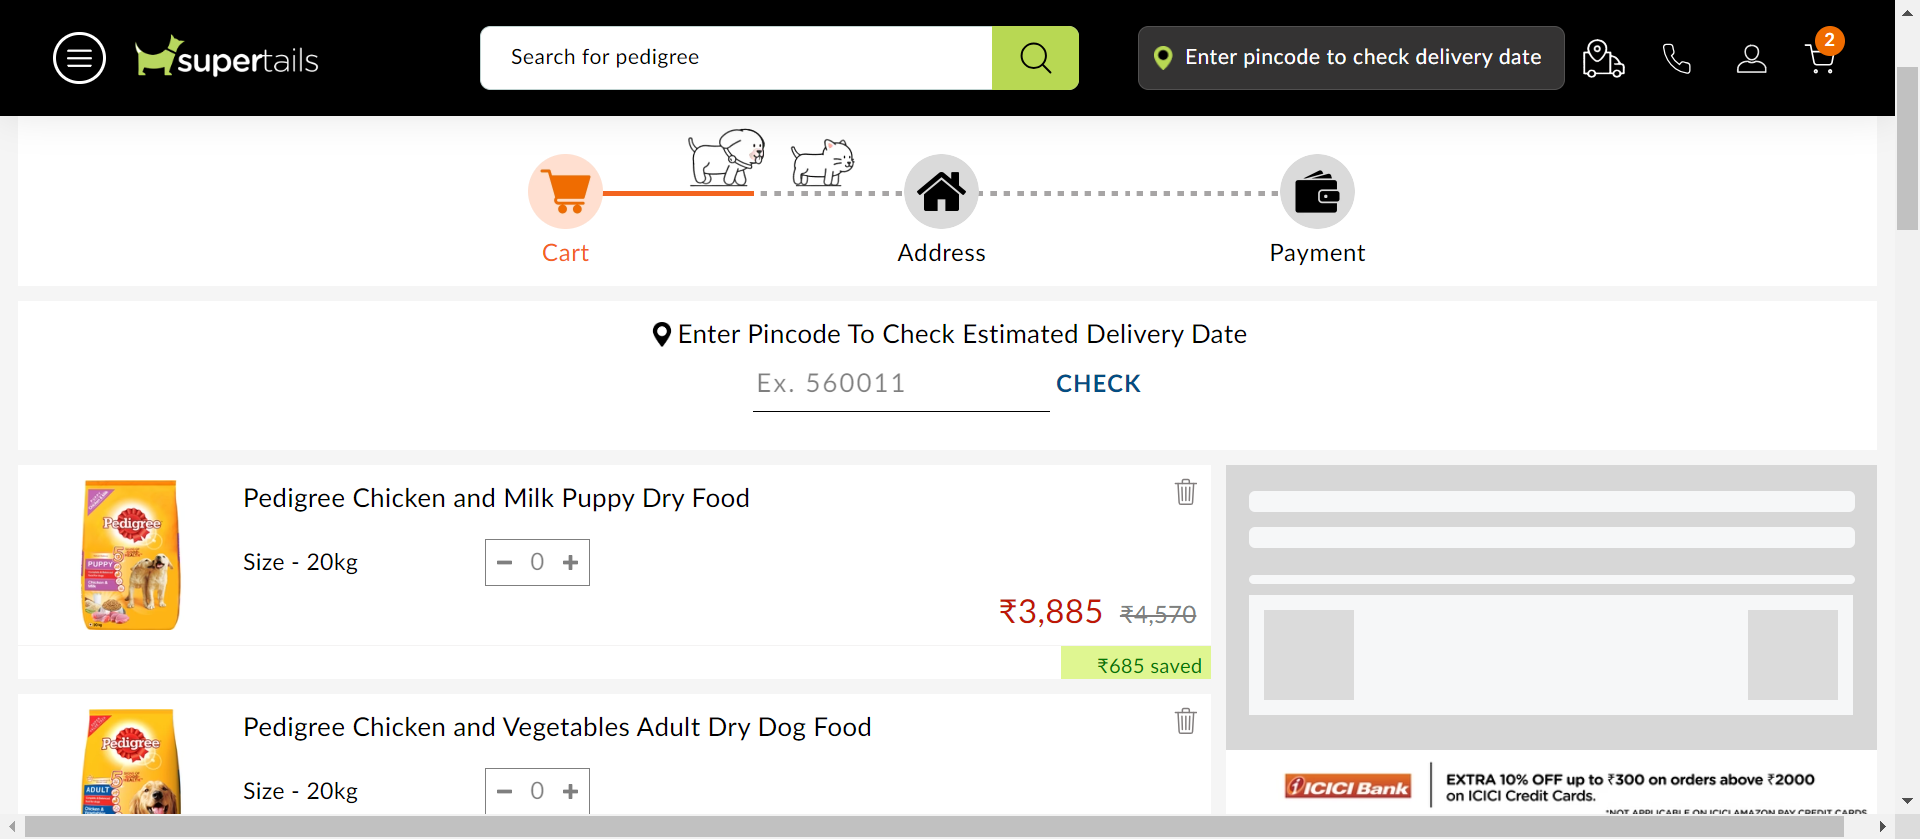 supertails
Search for pedigree
Enter pincode to check delivery date
2
Cart
Address
Payment
Enter Pincode To Check Estimated Delivery Date
Ex. 560011
CHECK
Pedigree Chicken and Milk Puppy Dry Food
Pedigree
PUPPY
Size - 20kg
0
₹3,885 ₹4,570
₹685 saved
Pedigree Chicken and Vegetables Adult Dry Dog Food
Pedigree
ADULT
Size - 20kg
0
ICICI Bank
EXTRA 10% OFF up to ₹300 on orders above ₹2000
on ICICI Credit Cards.
*NOT APPLICABLE ON ICICI AMAZON PAY CREDIT CARDS